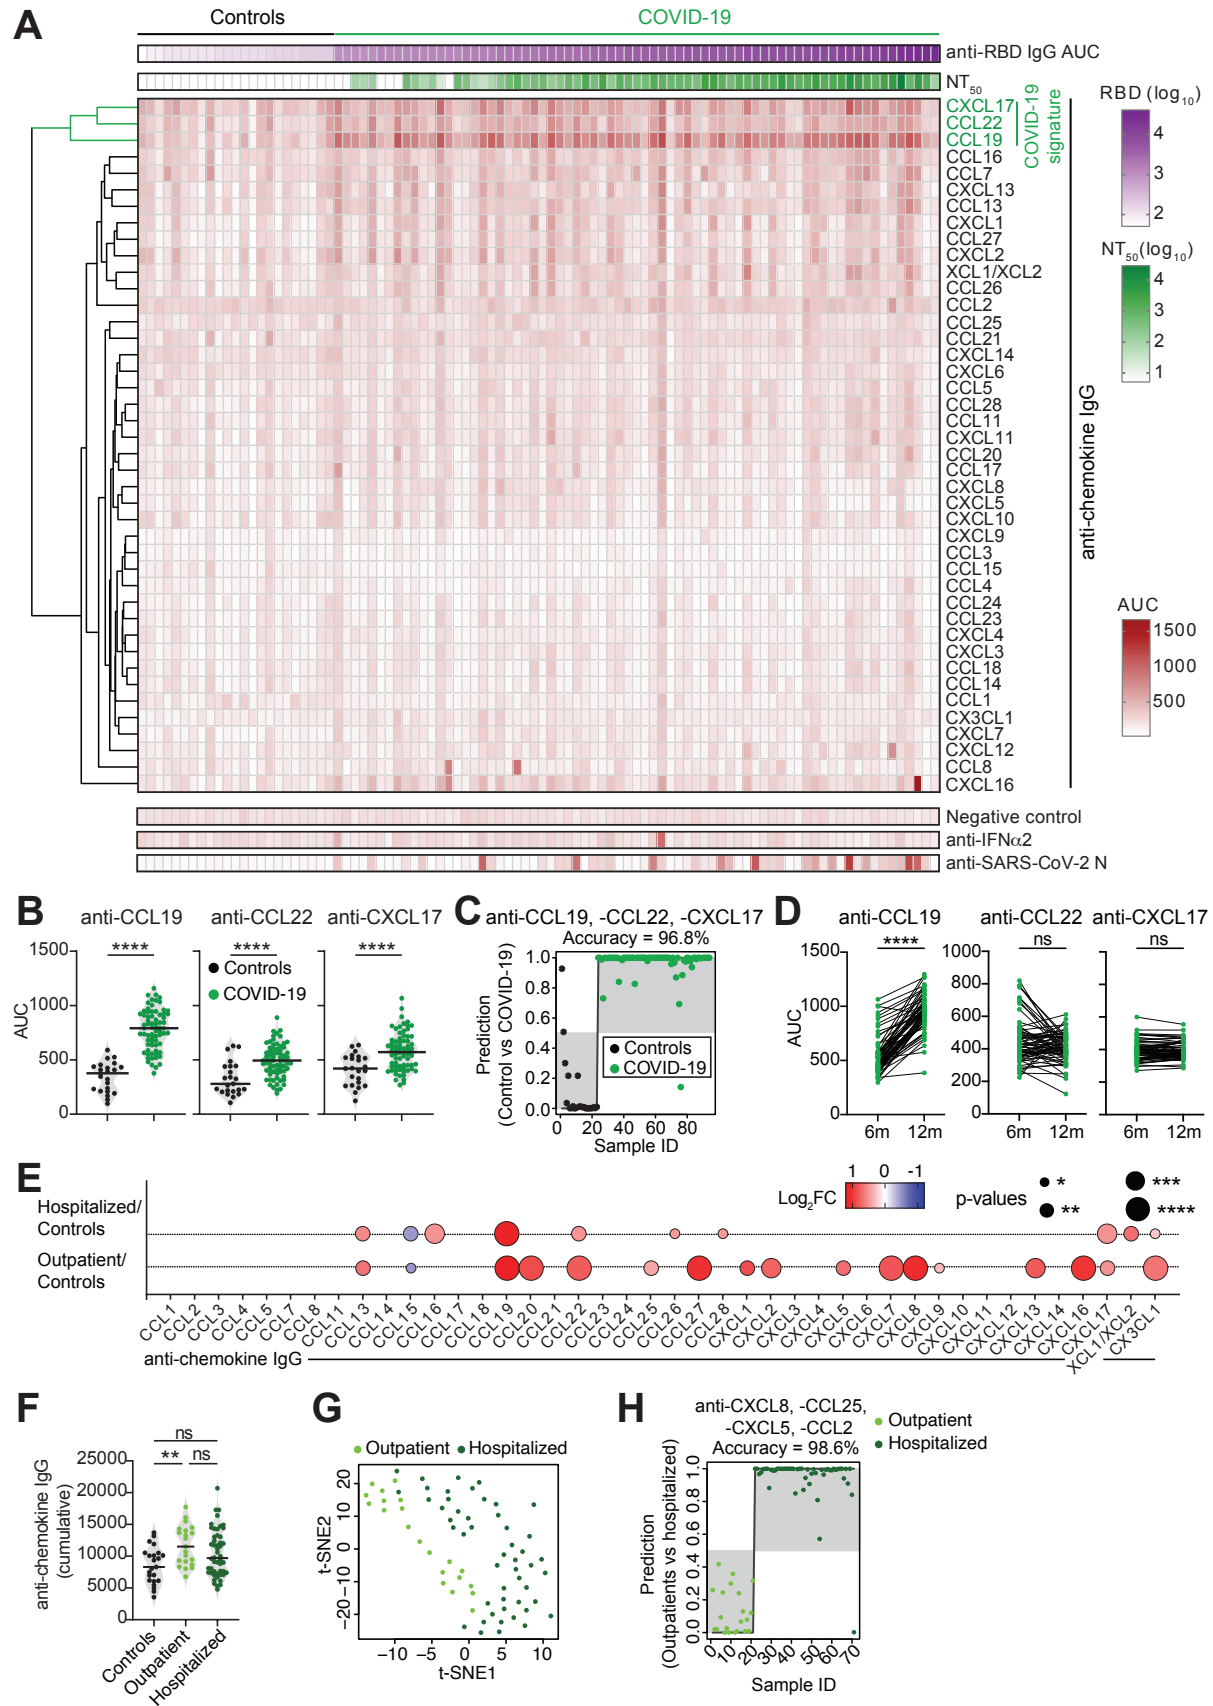 A
Controls
COVID-19
anti-RBD IgG AUC
NT50
CXCL17
CCL22
CCL19
COVID-19
signature
CCL16
CCL7
CXCL13
CCL13
CXCL1
CCL27
CXCL2
XCL1/XCL2
CCL26
CCL2
CCL25
CCL21
CXCL14
CXCL6
CCL5
CCL28
CCL11
CXCL11
CCL20
CCL17
CXCL8
CXCL5
CXCL10
CXCL9
CCL3
CCL15
CCL4
CCL24
CCL23
CXCL4
CXCL3
CCL18
CCL14
CCL1
CX3CL1
CXCL7
CXCL12
CCL8
CXCL16
anti-chemokine IgG
Negative control
anti-IFNα2
anti-SARS-CoV-2 N
RBD (log10)
4
3
2
NT50(log10)
4
3
2
1
AUC
1500
1000
500
B
anti-CCL19
anti-CCL22
anti-CXCL17
****
****
****
Controls
COVID-19
AUC
1500
1000
500
0
C
anti-CCL19, -CCL22, -CXCL17
Accuracy = 96.8%
Prediction
(Control vs COVID-19)
1.0
0.8
0.6
0.4
0.2
0.0
Controls
COVID-19
0 20 40 60 80
Sample ID
D
anti-CCL19
anti-CCL22
anti-CXCL17
****
ns
ns
AUC
1500
1000
500
0
1000
800
600
400
200
0
6m 12m
6m 12m
6m 12m
E
Log2FC
1 0 -1
p-values
*
**
***
****
Hospitalized/
Controls
Outpatient/
Controls
CCL1
CCL2
CCL3
CCL4
CCL5
CCL7
CCL8
CCL11
CCL13
CCL14
CCL15
CCL16
CCL17
CCL18
CCL19
CCL20
CCL21
CCL22
CCL23
CCL24
CCL25
CCL26
CCL27
CCL28
CXCL1
CXCL2
CXCL3
CXCL4
CXCL5
CXCL6
CXCL7
CXCL8
CXCL9
CXCL10
CXCL11
CXCL12
CXCL13
CXCL14
CXCL16
CXCL17
XCL1/XCL2
CX3CL1
anti-chemokine IgG
F
ns
** ns
anti-chemokine IgG
(cumulative)
25000
20000
15000
10000
5000
0
Controls
Outpatient
Hospitalized
G
Outpatient
Hospitalized
t-SNE2
20
10
0
−10
−20
−10 −5 0 5 10
t-SNE1
H
anti-CXCL8, -CCL25,
-CXCL5, -CCL2
Accuracy = 98.6%
Outpatient
Hospitalized
Prediction
(Outpatients vs hospitalized)
1.0
0.8
0.6
0.4
0.2
0.0
0 10 20 30 40 50 60 70
Sample ID